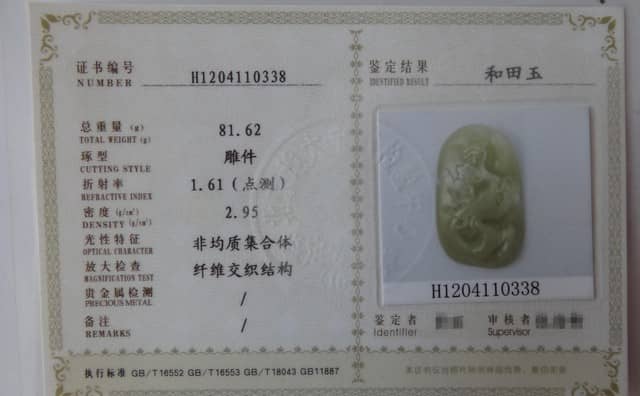 证书编号
NUMBER
H1204110338
总重量 (g)
TOTAL WEIGHT (g)
81.62
琢型
CUTTING STYLE
雕件
折射率
REFRACTIVE INDEX
1.61(点测)
密度 (g/cm³)
DENSITY (g/cm³)
2.95
光性特征
OPTICAL CHARACTER
非均质集合体
放大检查
MAGNIFICATION TEST
纤维交织结构
贵金属检测
PRECIOUS METAL
/
备注
REMARKS
/
执行标准 GB/T16552 GB/T16553 GB/T18043 GB11887
鉴定结果
IDENTIFIED RESULT
和田玉
H1204110338
鉴定者
Identifier
审核者
Supervisor